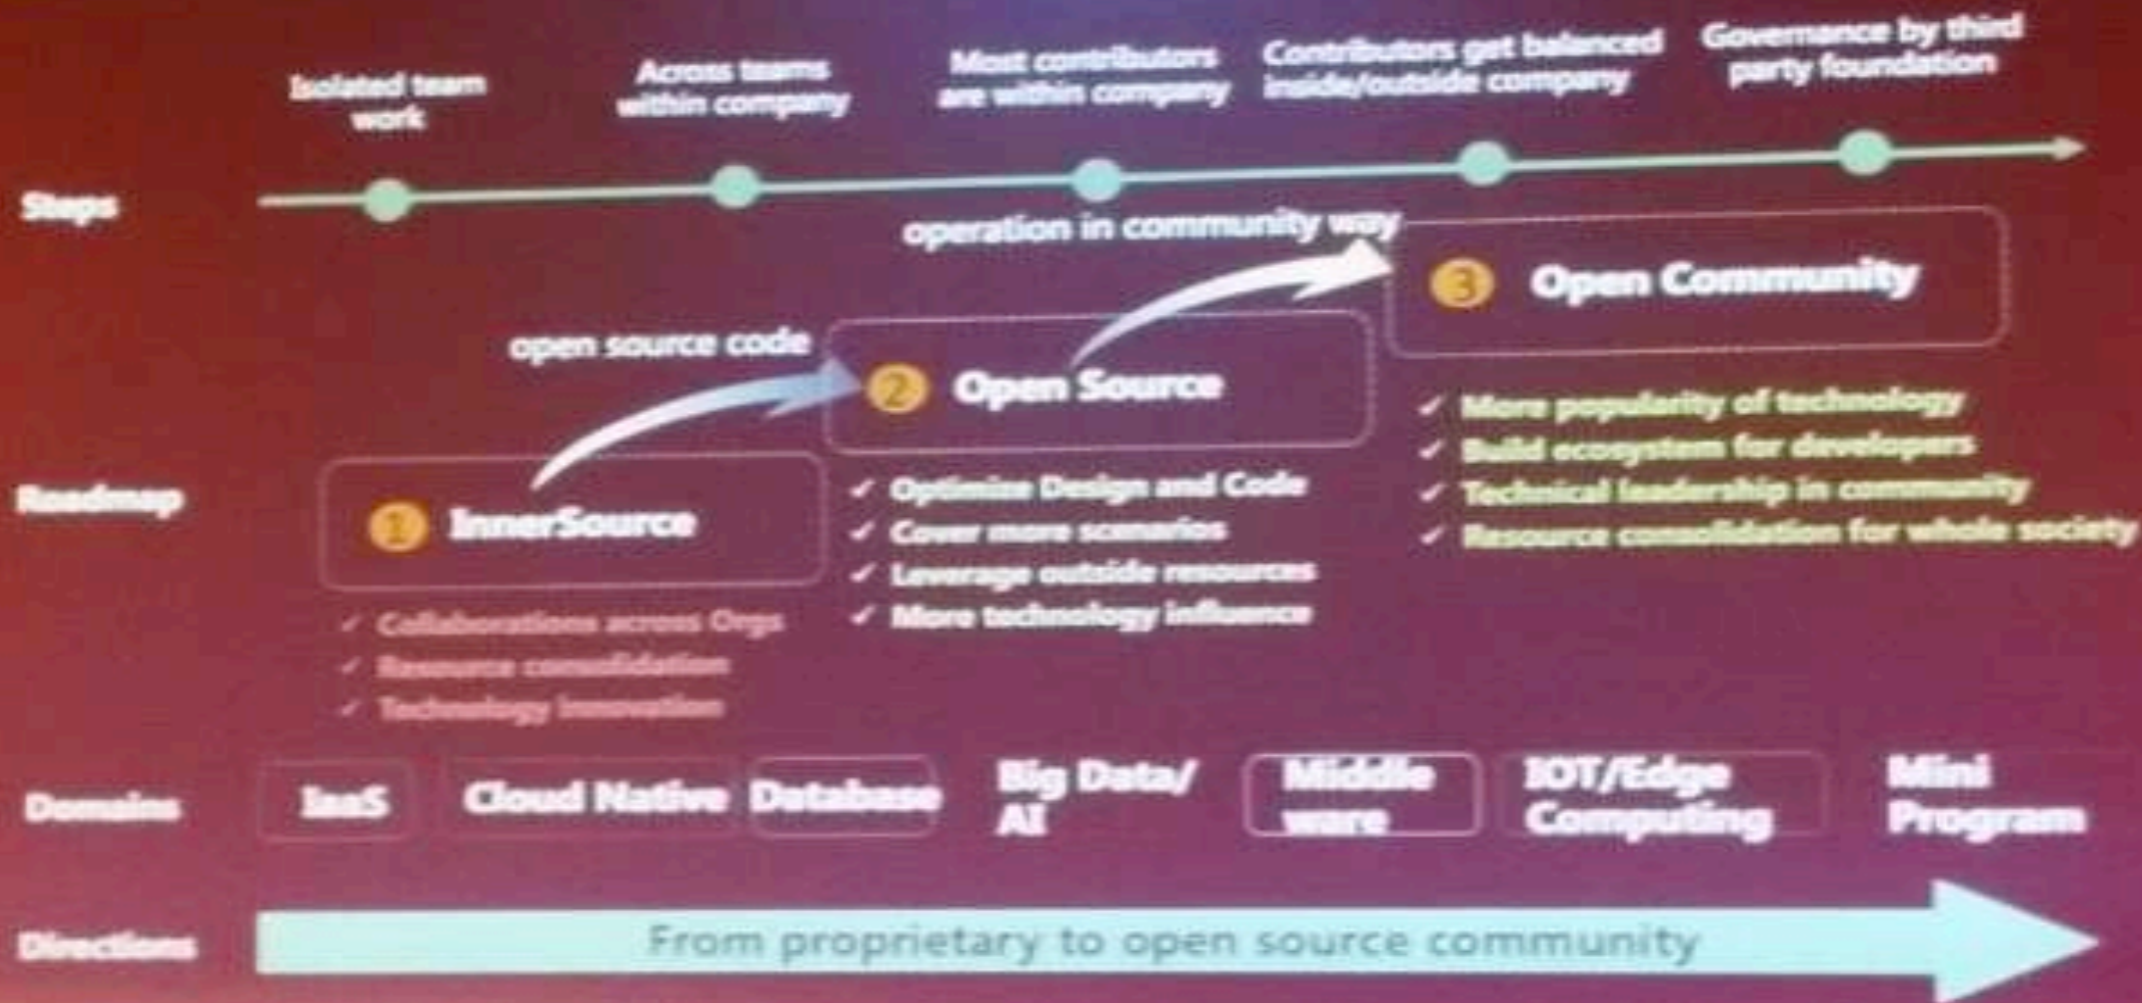 Isolated team
work
Across teams
within company
Most contributors
are within company
Contributors get balanced
inside/outside company
Governance by third
party foundation
Steps
operation in community way
3 Open Community
open source code
2 Open Source
Roadmap
1 InnerSource
✓ More popularity of technology
✓ Build ecosystem for developers
✓ Technical leadership in community
✓ Resource consolidation for whole society
✓ Optimize Design and Code
✓ Cover more scenarios
✓ Leverage outside resources
✓ More technology influence
✓ Collaborations across Orgs
✓ Resource consolidation
✓ Technology Innovation
Domains
IaaS
Cloud Native
Database
Big Data/
AI
Middle
ware
IOT/Edge
Computing
Mini
Program
Directions
From proprietary to open source community